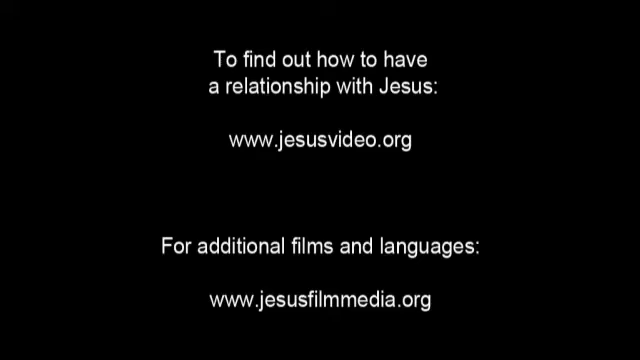 To find out how to have
a relationship with Jesus:
www.jesusvideo.org
For additional films and languages:
www.jesusfilmmedia.org